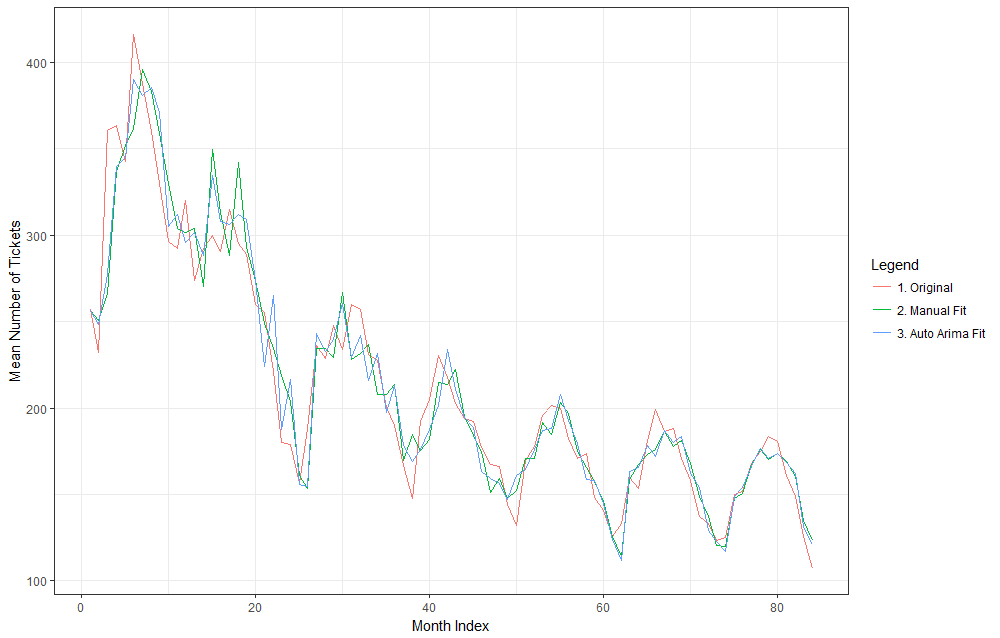 400
300
200
100
Mean Number of Tickets
0 20 40 60 80
Month Index
Legend
1. Original
2. Manual Fit
3. Auto Arima Fit